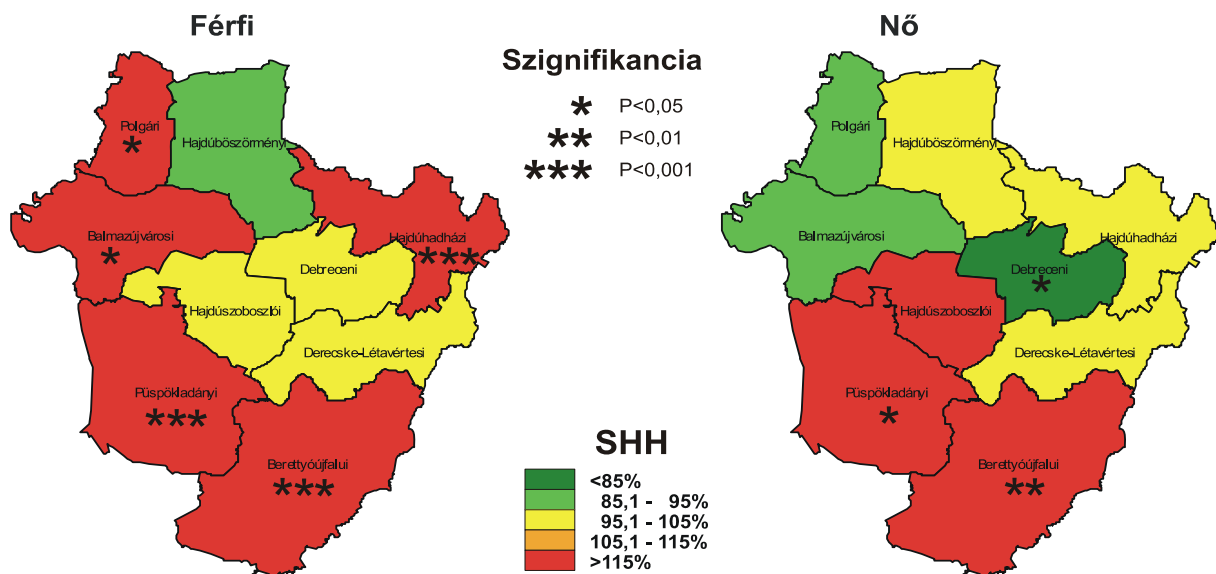 Férfi
Nő
Szignifikancia
* P<0,05
** P<0,01
*** P<0,001
Polgári
*
Hajdúböszörményi
Balmazújvárosi
*
Hajdúhadházi
***
Debreceni
Hajdúszoboszlói
Derecske-Létavértesi
Püspökladányi
***
Berettyóújfalui
***
Polgári
Hajdúböszörményi
Balmazújvárosi
Hajdúhadházi
Debreceni
*
Hajdúszoboszlói
Derecske-Létavértesi
Püspökladányi
*
Berettyóújfalui
**
SHH
<85%
85,1 - 95%
95,1 - 105%
105,1 - 115%
>115%